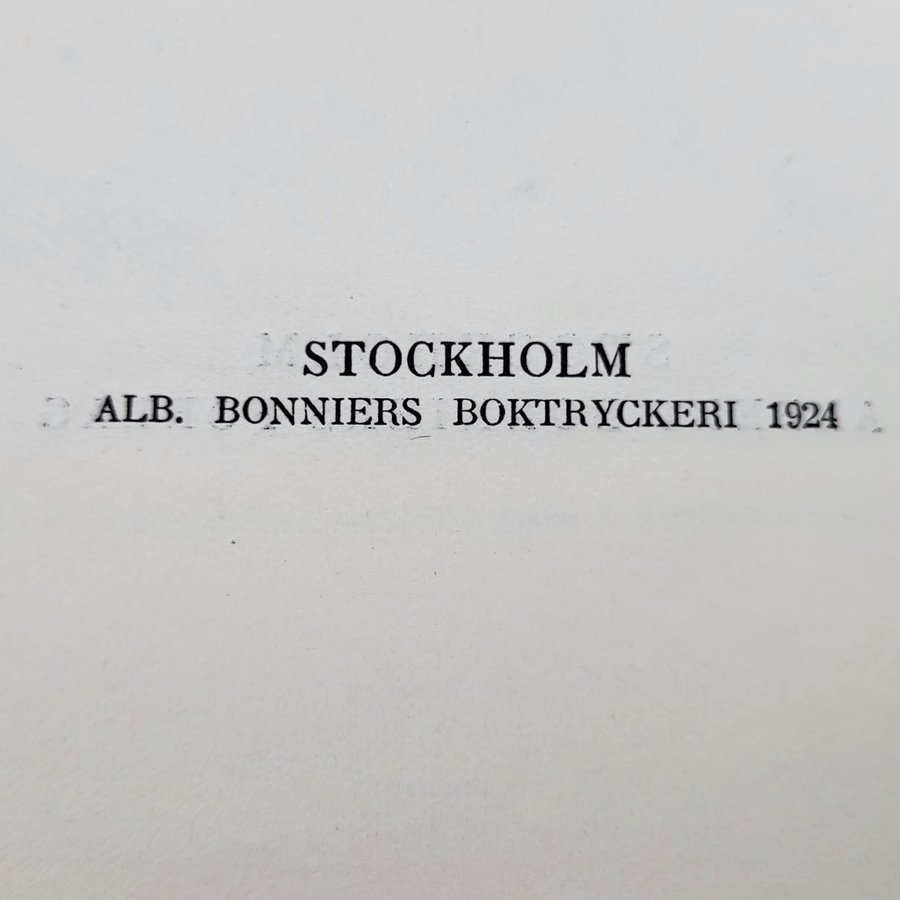 STOCKHOLM
ALB. BONNIERS BOKTRYCKERI 1924